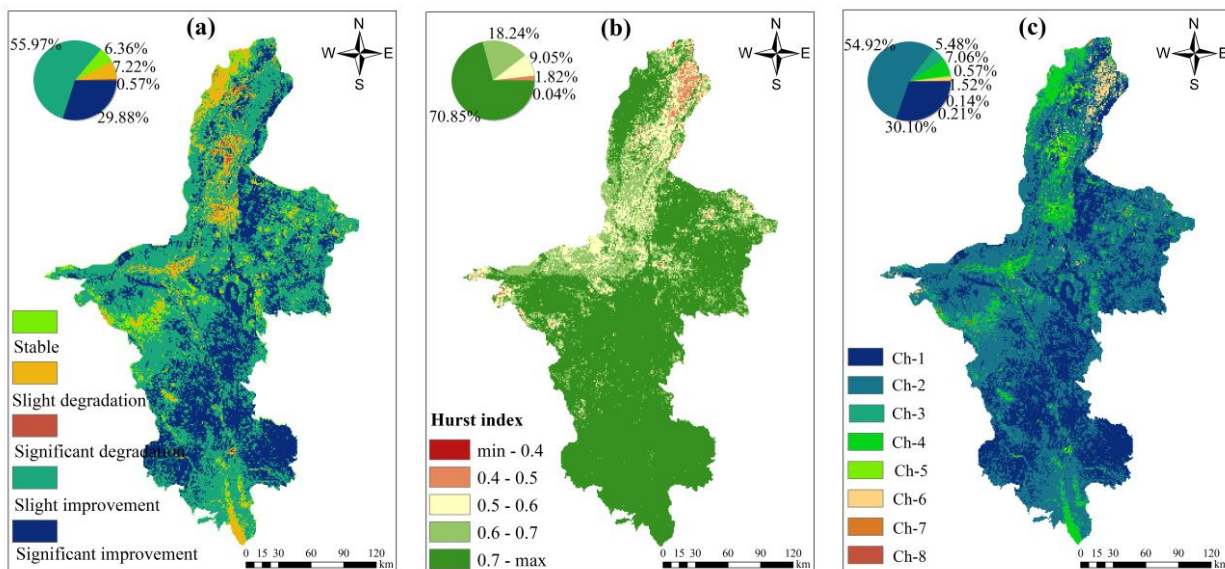 (a)
N
W E
S
55.97%
6.36%
7.22%
0.57%
29.88%
Stable
Slight degradation
Significant degradation
Slight improvement
Significant improvement
0 15 30 60 90 120
km
(b)
N
W E
S
18.24%
9.05%
1.82%
0.04%
70.85%
Hurst index
min - 0.4
0.4 - 0.5
0.5 - 0.6
0.6 - 0.7
0.7 - max
0 15 30 60 90 120
km
(c)
N
W E
S
54.92%
5.48%
7.06%
0.57%
1.52%
0.14%
0.21%
30.10%
Ch-1
Ch-2
Ch-3
Ch-4
Ch-5
Ch-6
Ch-7
Ch-8
0 15 30 60 90 120
km